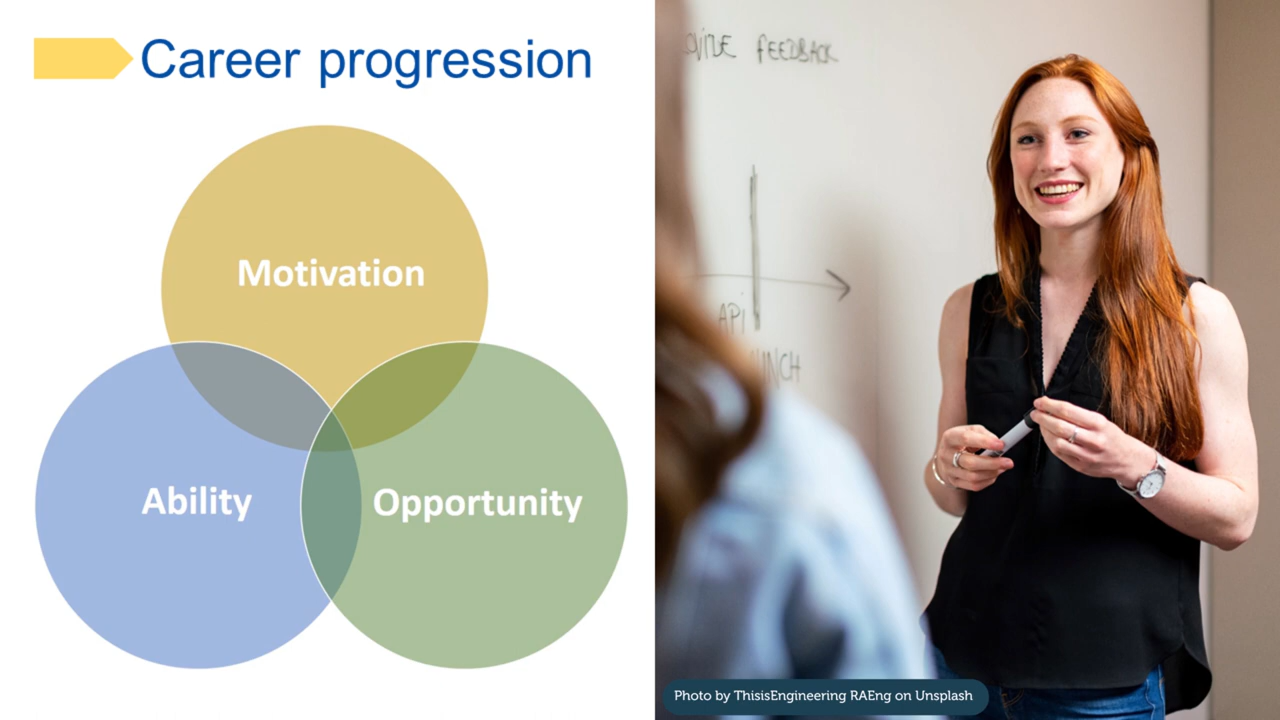 Career progression
Motivation
Ability
Opportunity
FEEDBACK
API
Photo by ThisisEngineering RAEng on Unsplash